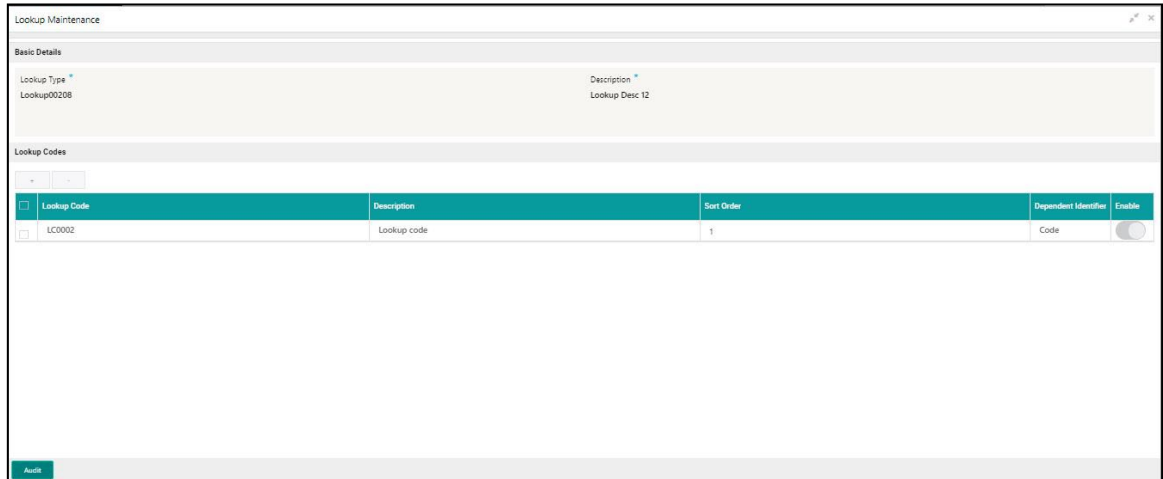 Lookup Maintenance
Basic Details
Lookup Type *
Description *
Lookup00208
Lookup Desc 12
Lookup Codes
+ -
Lookup Code Description Sort Order Dependent Identifier Enable
LC0002 Lookup code 1 Code
Audit